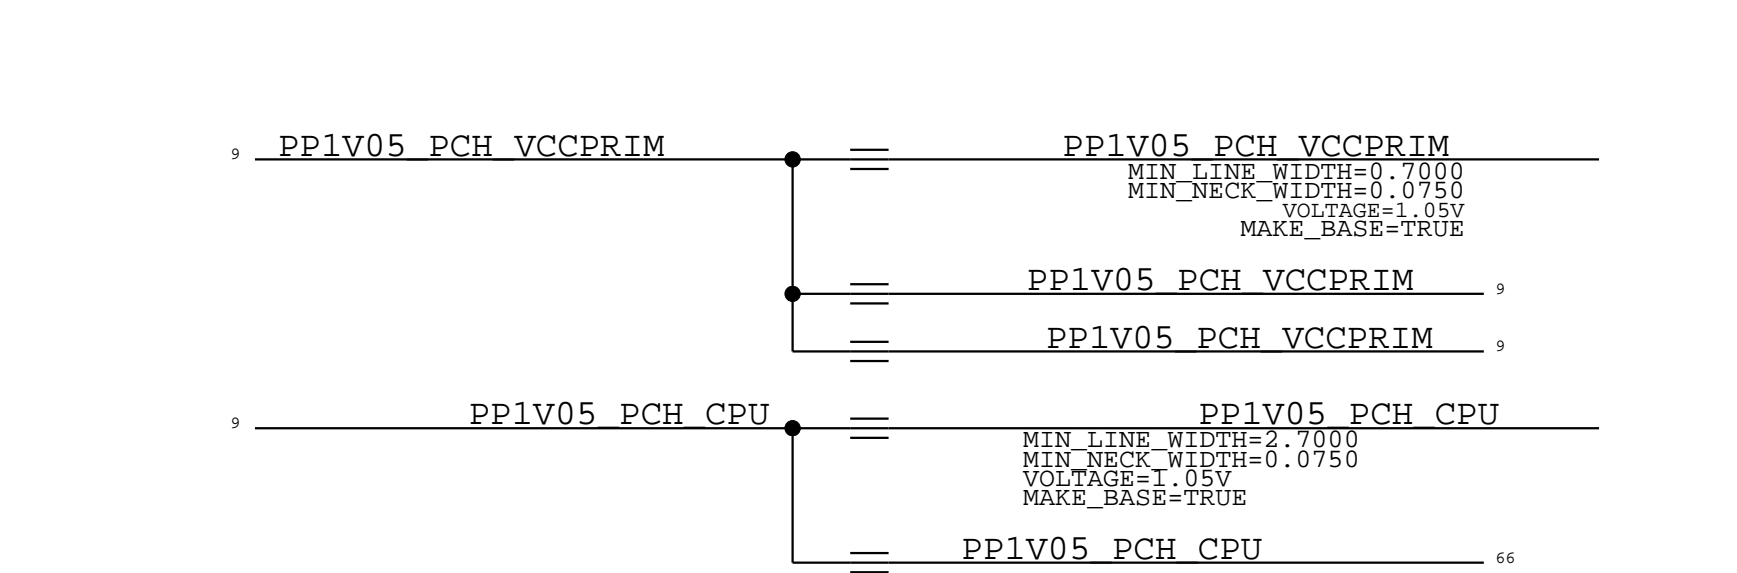 9 PP1V05_PCH_VCCPRIM PP1V05_PCH_VCCPRIM
MIN_LINE_WIDTH=0.7000
MIN_NECK_WIDTH=0.0750
VOLTAGE=1.05V
MAKE_BASE=TRUE
PP1V05_PCH_VCCPRIM 9
PP1V05_PCH_VCCPRIM 9
9 PP1V05_PCH_CPU PP1V05_PCH_CPU
MIN_LINE_WIDTH=2.7000
MIN_NECK_WIDTH=0.0750
VOLTAGE=1.05V
MAKE_BASE=TRUE
PP1V05_PCH_CPU 66